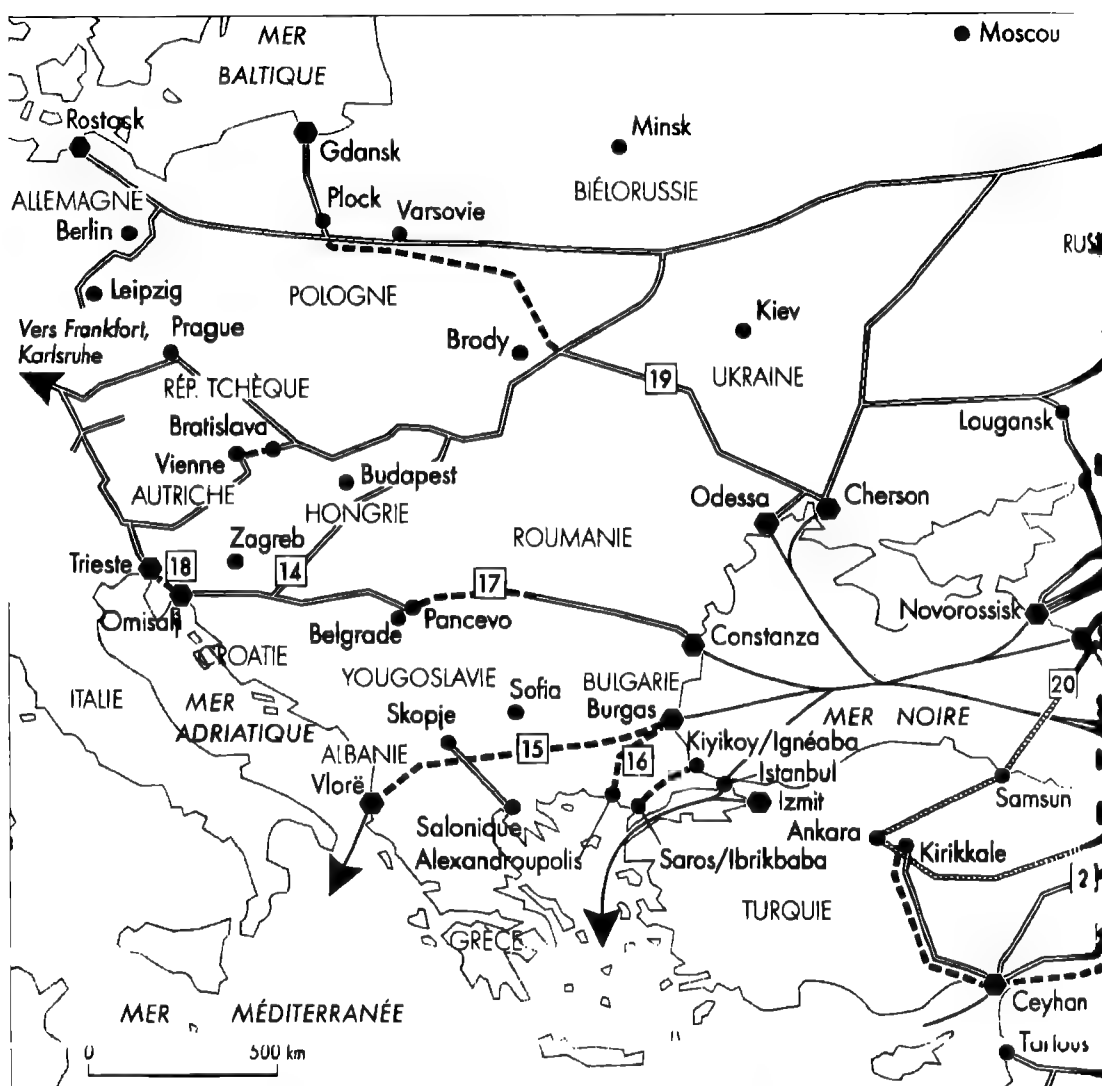 MER
BALTIQUE
Moscou
Rostock
Gdansk
Minsk
ALLEMAGNE
Plock
Varsovie
BIÉLORUSSIE
Berlin
Leipzig
POLOGNE
Vers Frankfort,
Karlsruhe
Prague
Brody
Kiev
RÉP. TCHÈQUE
19
UKRAINE
Lougansk
Bratislava
Vienne
Budapest
AUTRICHE
HONGRIE
Odessa
Cherson
Zagreb
ROUMANIE
Trieste
18
14
17
Novorossisk
Belgrade
Pancevo
Constanza
CROATIE
ITALIE
YOUGOSLAVIE
BULGARIE
20
MER
ADRIATIQUE
Sofia
Burgas
MER NOIRE
Skopje
15
16
Kiyikoy/Ignéaba
ALBANIE
Istanbul
Vlorë
Izmit
Samsun
Salonique
Ankara
Alexandroupolis
Saros/Ibrikbaba
Kirikkale
TURQUIE
2
GRÈCE
MER MÉDITERRANÉE
Ceyhan
0 500 km